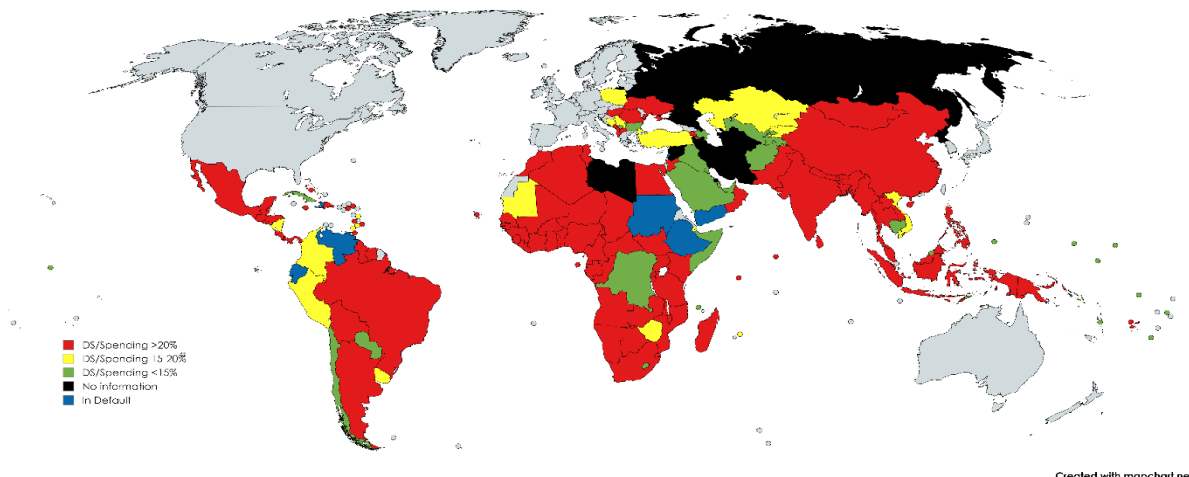 DS/Spending >20%
DS/Spending 15-20%
DS/Spending <15%
No information
In Default
Created with mapchart.ne